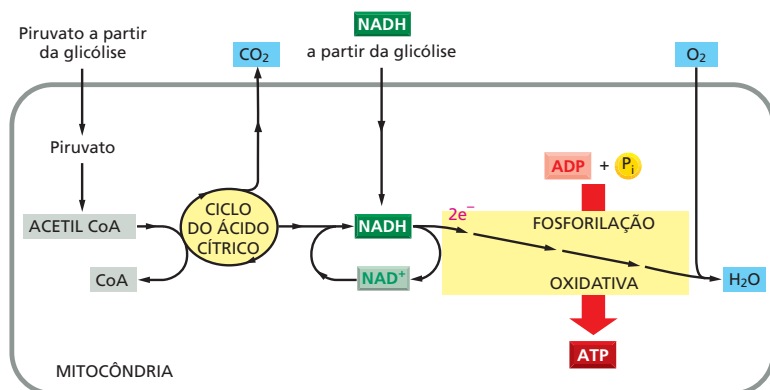 NADH
Piruvato a partir
da glicólise
CO₂
a partir da glicólise
O₂
Piruvato
ADP + Pᵢ
ACETIL CoA
CICLO
DO ÁCIDO
CÍTRICO
NADH
2e⁻
FOSFORILAÇÃO
CoA
NAD⁺
OXIDATIVA
H₂O
ATP
MITOCÔNDRIA